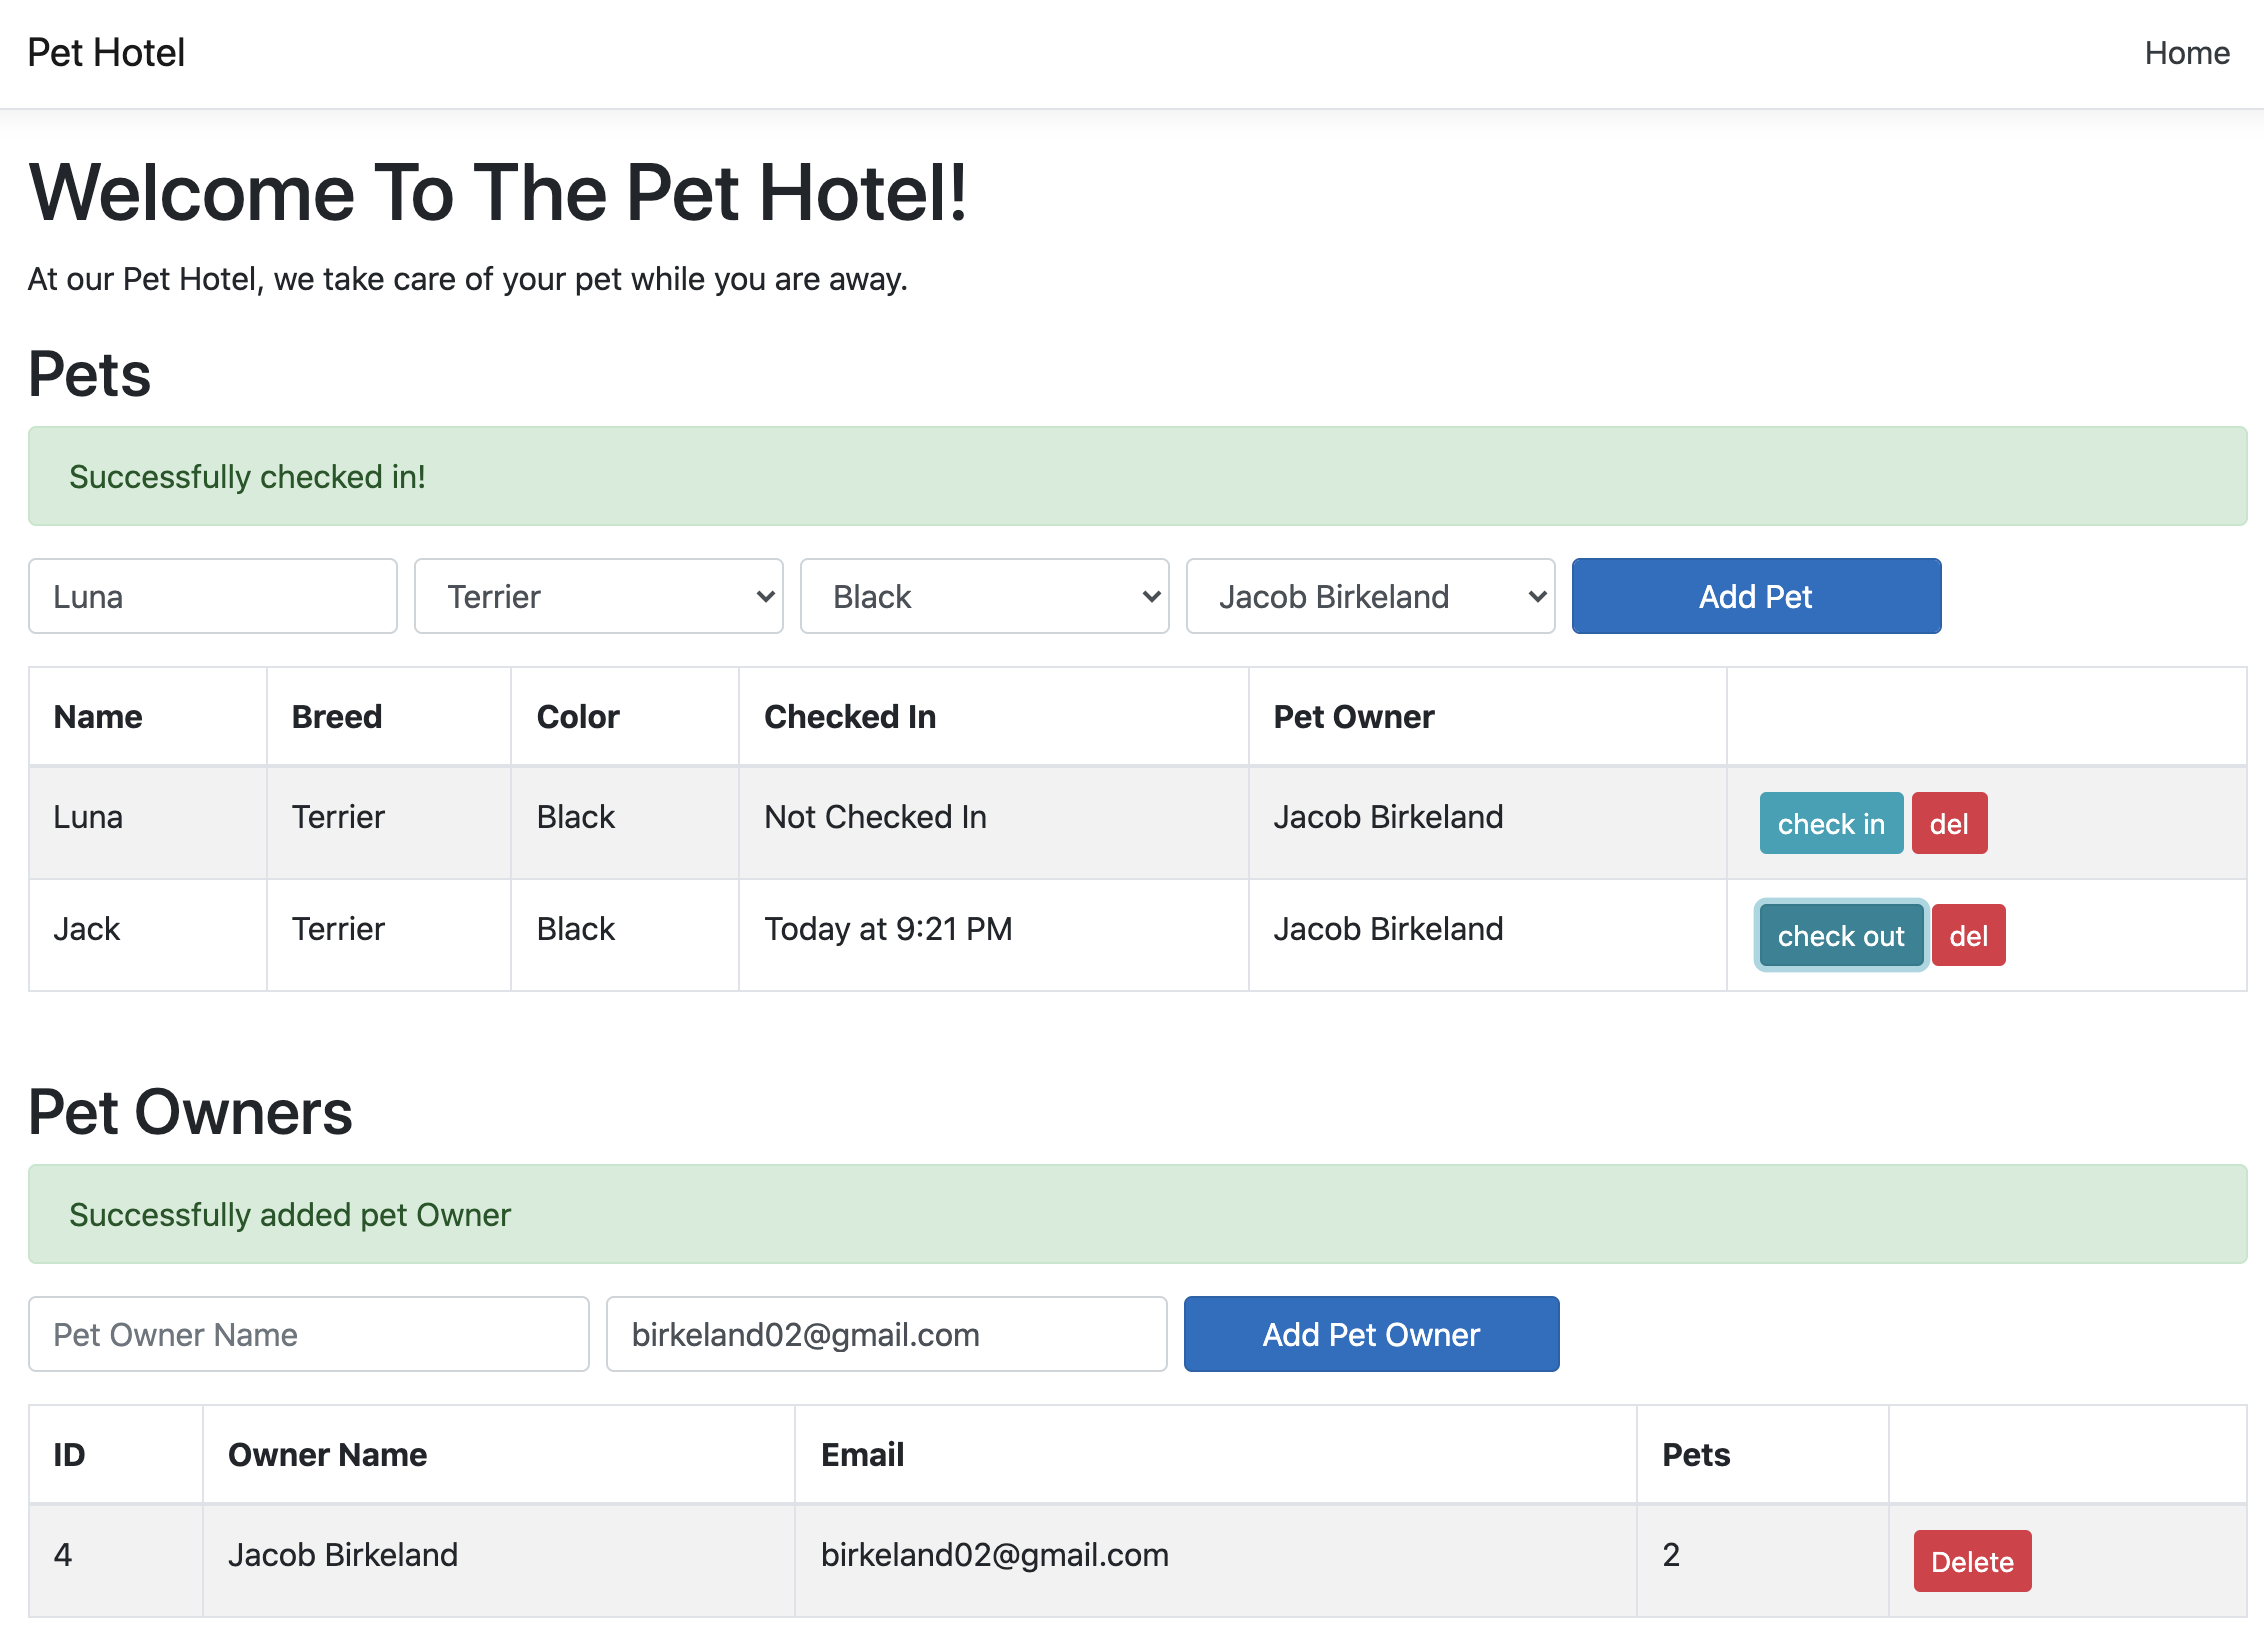 Pet Hotel Home
Welcome To The Pet Hotel!
At our Pet Hotel, we take care of your pet while you are away.
Pets
Successfully checked in!
Luna Terrier Black Jacob Birkeland Add Pet
Name Breed Color Checked In Pet Owner
Luna Terrier Black Not Checked In Jacob Birkeland check in del
Jack Terrier Black Today at 9:21 PM Jacob Birkeland check out del
Pet Owners
Successfully added pet Owner
Pet Owner Name birkeland02@gmail.com Add Pet Owner
ID Owner Name Email Pets
4 Jacob Birkeland birkeland02@gmail.com 2 Delete